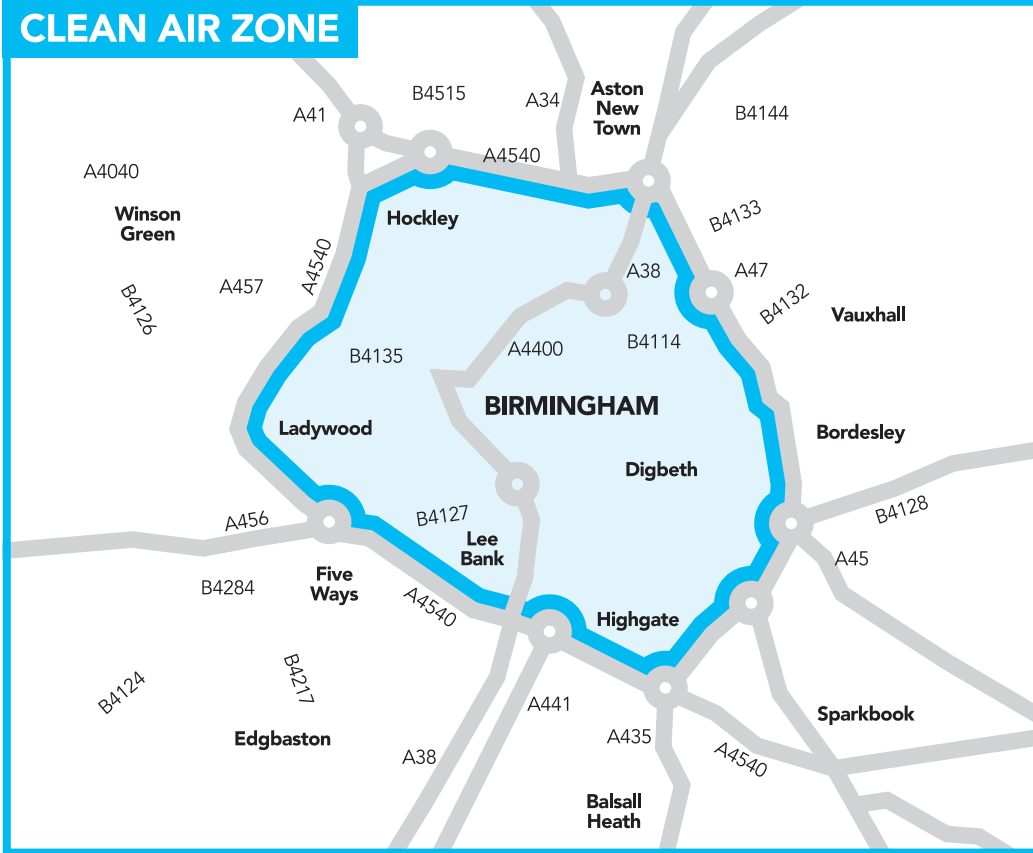 CLEAN AIR ZONE
B4515
A34
Aston
New
Town
A41
B4144
A4540
A4040
Winson
Green
Hockley
B4133
A4540
A38
A47
A457
B4126
B4132
Vauxhall
B4135
A4400
B4114
BIRMINGHAM
Ladywood
Bordesley
Digbeth
B4128
A456
B4127
Lee
Bank
A45
B4284
Five
Ways
A4540
Highgate
B4124
B4217
A441
Sparkbook
Edgbaston
A435
A38
A4540
Balsall
Heath